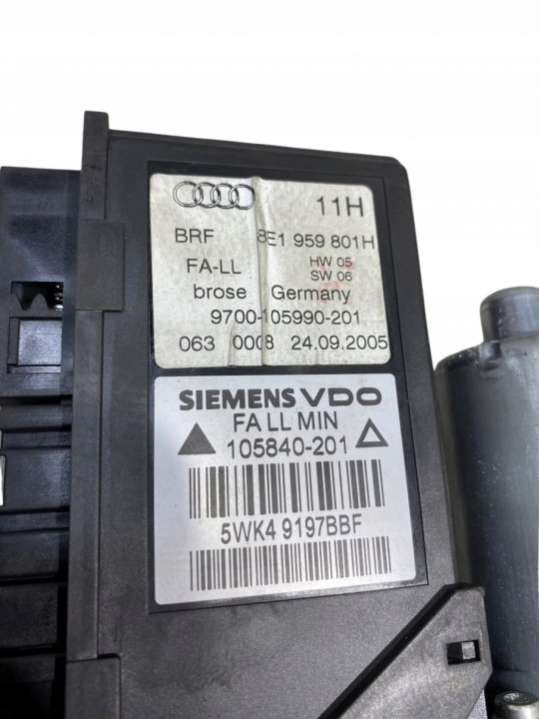 11H
BRF 8E1 959 801H
FA-LL HW 05
SW 06
brose Germany
9700-105990-201
063 0008 24.09.2005
SIEMENS VDO
FA LL MIN
105840-201
5WK4 9197BBF